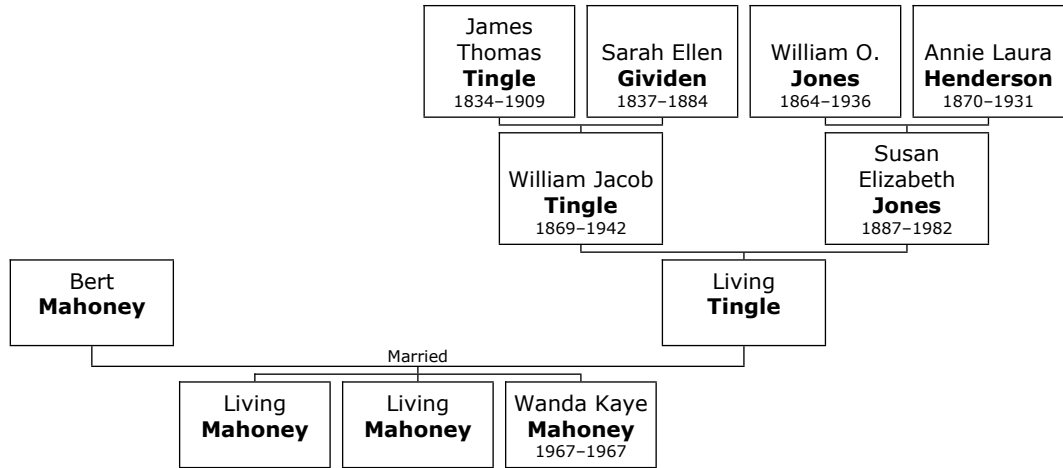 James
Thomas
Tingle
1834–1909
Sarah Ellen
Gividen
1837–1884
William O.
Jones
1864–1936
Annie Laura
Henderson
1870–1931
William Jacob
Tingle
1869–1942
Susan
Elizabeth
Jones
1887–1982
Bert
Mahoney
Living
Tingle
Married
Living
Mahoney
Living
Mahoney
Wanda Kaye
Mahoney
1967–1967